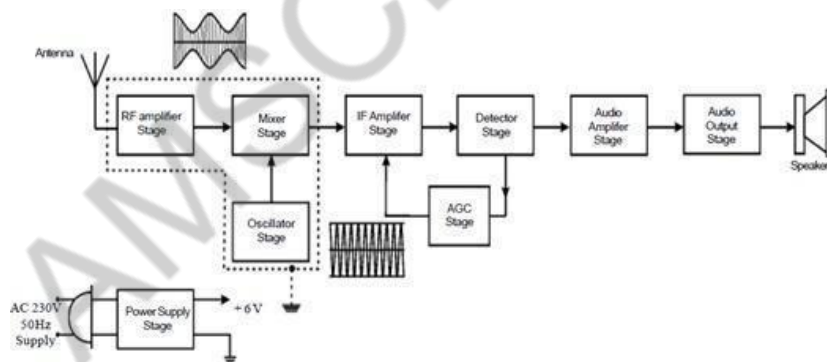 Antenna
RF amplifier
Stage
Mixer
Stage
IF Amplifer
Stage
Detector
Stage
Audio
Amplifer
Stage
Audio
Output
Stage
Speaker
Oscillator
Stage
AGC
Stage
AC 230V
50Hz
Supply
Power Supply
Stage
+ 6 V